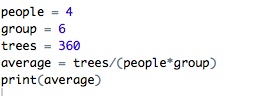 people = 4
group = 6
trees = 360
average = trees/(people*group)
print(average)